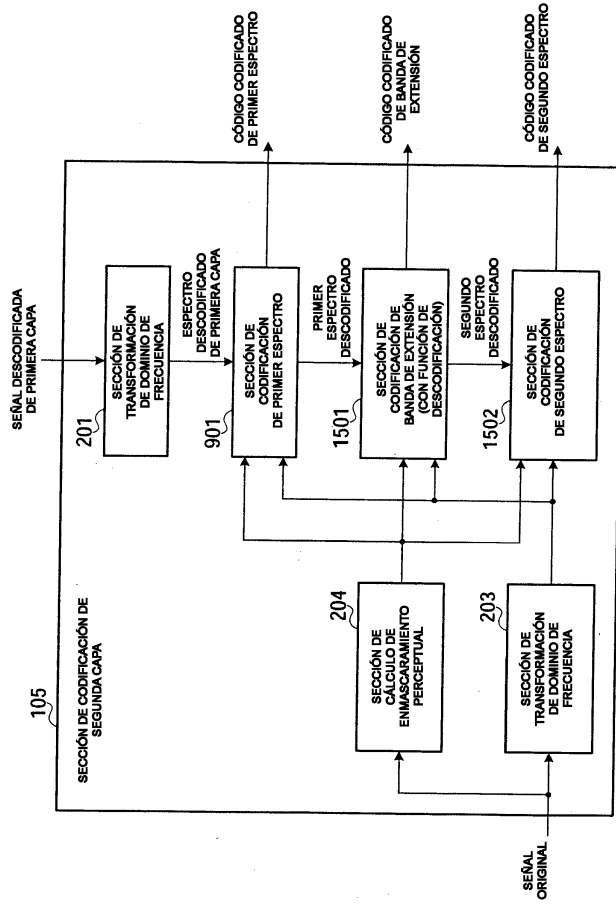 105
SECCIÓN DE CODIFICACIÓN DE
SEGUNDA CAPA
SEÑAL DESCODIFICADA
DE PRIMERA CAPA
201
SECCIÓN DE
TRANSFORMACIÓN
DE DOMINIO DE
FRECUENCIA
ESPECTRO
DESCODIFICADO
DE PRIMERA CAPA
901
SECCIÓN DE
CODIFICACIÓN
DE PRIMER ESPECTRO
CÓDIGO CODIFICADO
DE PRIMER ESPECTRO
PRIMER
ESPECTRO
DESCODIFICADO
1501
SECCIÓN DE
CODIFICACIÓN DE
BANDA DE EXTENSIÓN
(CON FUNCIÓN DE
DESCODIFICACIÓN)
CÓDIGO CODIFICADO
DE BANDA DE
EXTENSIÓN
SEGUNDO
ESPECTRO
DESCODIFICADO
1502
SECCIÓN DE
CODIFICACIÓN
DE SEGUNDO ESPECTRO
CÓDIGO CODIFICADO
DE SEGUNDO ESPECTRO
204
SECCIÓN DE
CÁLCULO DE
ENMASCARAMIENTO
PERCEPTUAL
203
SECCIÓN DE
TRANSFORMACIÓN
DE DOMINIO DE
FRECUENCIA
SEÑAL
ORIGINAL